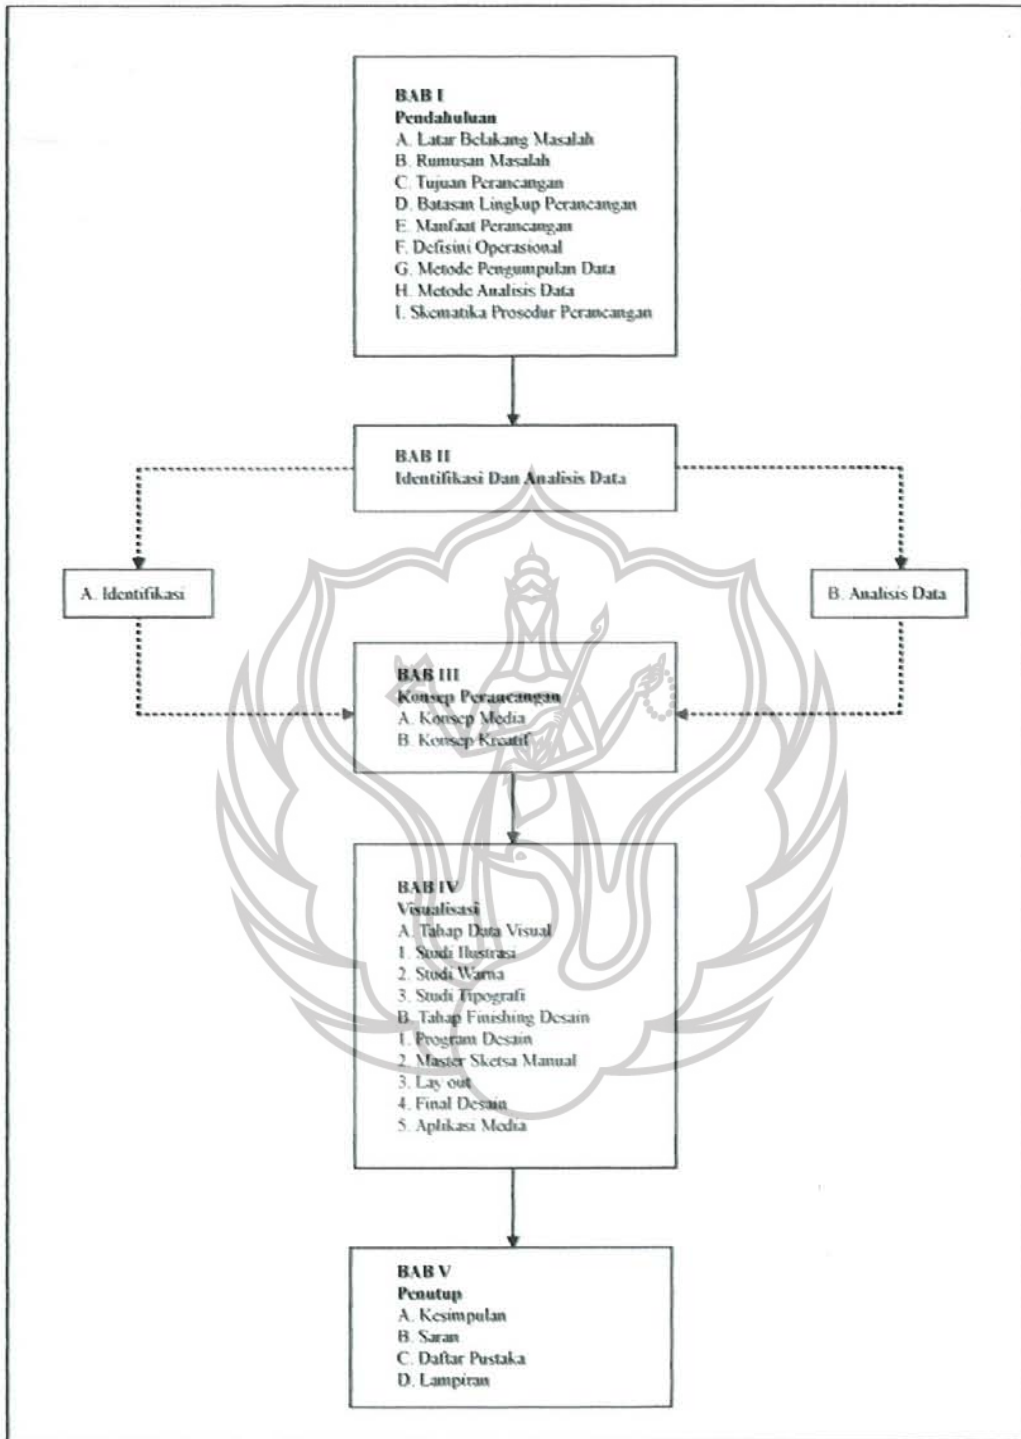 BAB I
Pendahuluan
A. Latar Belakang Masalah
B. Rumusan Masalah
C. Tujuan Perancangan
D. Batasan Lingkup Perancangan
E. Manfaat Perancangan
F. Defisini Operasional
G. Metode Pengumpulan Data
H. Metode Analisis Data
I. Skematika Prosedur Perancangan
BAB II
Identifikasi Dan Analisis Data
A. Identifikasi
B. Analisis Data
BAB III
Konsep Perancangan
A. Konsep Media
B. Konsep Kreatif
BAB IV
Visualisasi
A. Tahap Data Visual
1. Studi Ilustrasi
2. Studi Warna
3. Studi Tipografi
B. Tahap Finishing Desain
1. Program Desain
2. Master Sketsa Manual
3. Lay out
4. Final Desain
5. Aplikasi Media
BAB V
Penutup
A. Kesimpulan
B. Saran
C. Daftar Pustaka
D. Lampiran